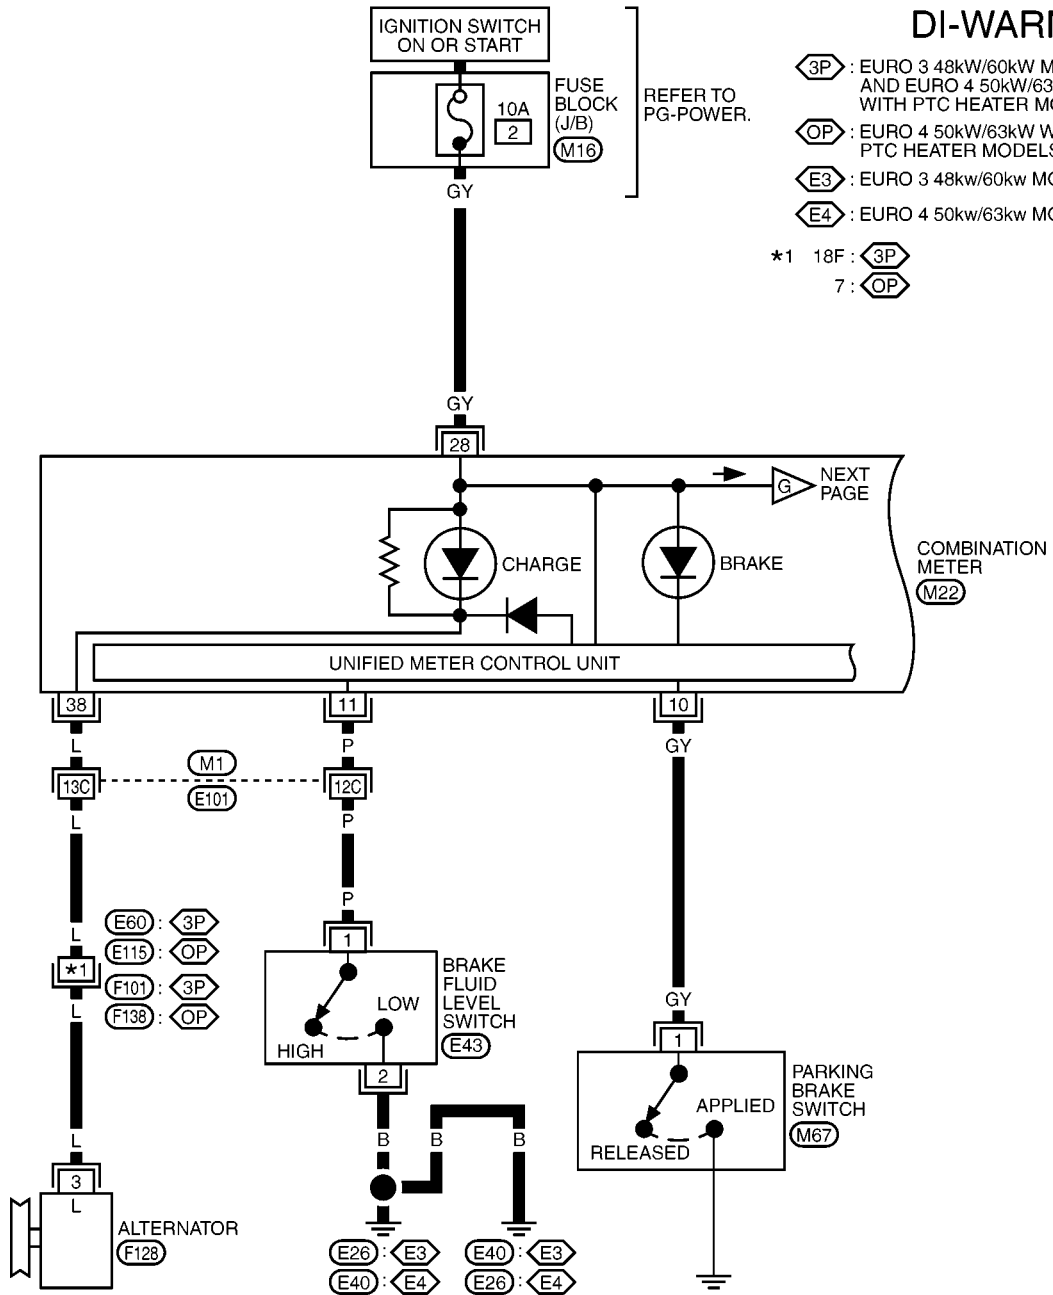 IGNITION SWITCH
ON OR START
FUSE
BLOCK
(J/B)
M16
10A
2
REFER TO
PG-POWER.
GY
GY
28
DI-WARN
3P : EURO 3 48kW/60kW M
AND EURO 4 50kW/63
WITH PTC HEATER MO
OP : EURO 4 50kW/63kW W
PTC HEATER MODELS
E3 : EURO 3 48kw/60kw MO
E4 : EURO 4 50kw/63kw MO
*1 18F : 3P
7 : OP
G
NEXT
PAGE
CHARGE
BRAKE
COMBINATION
METER
M22
UNIFIED METER CONTROL UNIT
38
11
10
L
P
GY
M1
13C
12C
E101
L
P
L
P
E60 : 3P
E115 : OP
*1
F101 : 3P
F138 : OP
L
1
BRAKE
FLUID
LEVEL
SWITCH
E43
LOW
HIGH
2
GY
1
PARKING
BRAKE
SWITCH
M67
APPLIED
RELEASED
B
B
B
L
3
L
ALTERNATOR
F128
E26 : E3
E40 : E4
E40 : E3
E26 : E4